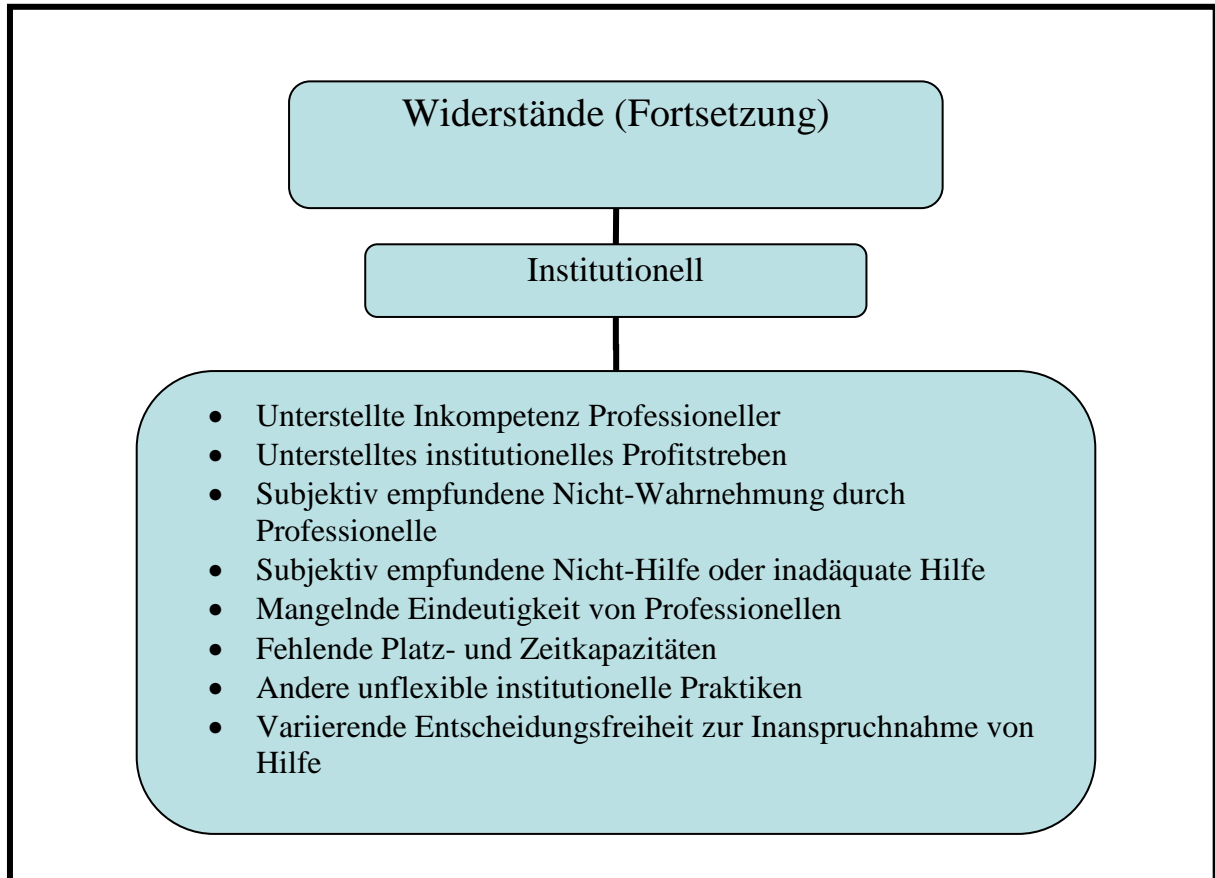 Widerstände (Fortsetzung)
Institutionell
• Unterstellte Inkompetenz Professioneller
• Unterstelltes institutionelles Profitstreben
• Subjektiv empfundene Nicht-Wahrnehmung durch
Professionelle
• Subjektiv empfundene Nicht-Hilfe oder inadäquate Hilfe
• Mangelnde Eindeutigkeit von Professionellen
• Fehlende Platz- und Zeitkapazitäten
• Andere unflexible institutionelle Praktiken
• Variierende Entscheidungsfreiheit zur Inanspruchnahme von
Hilfe